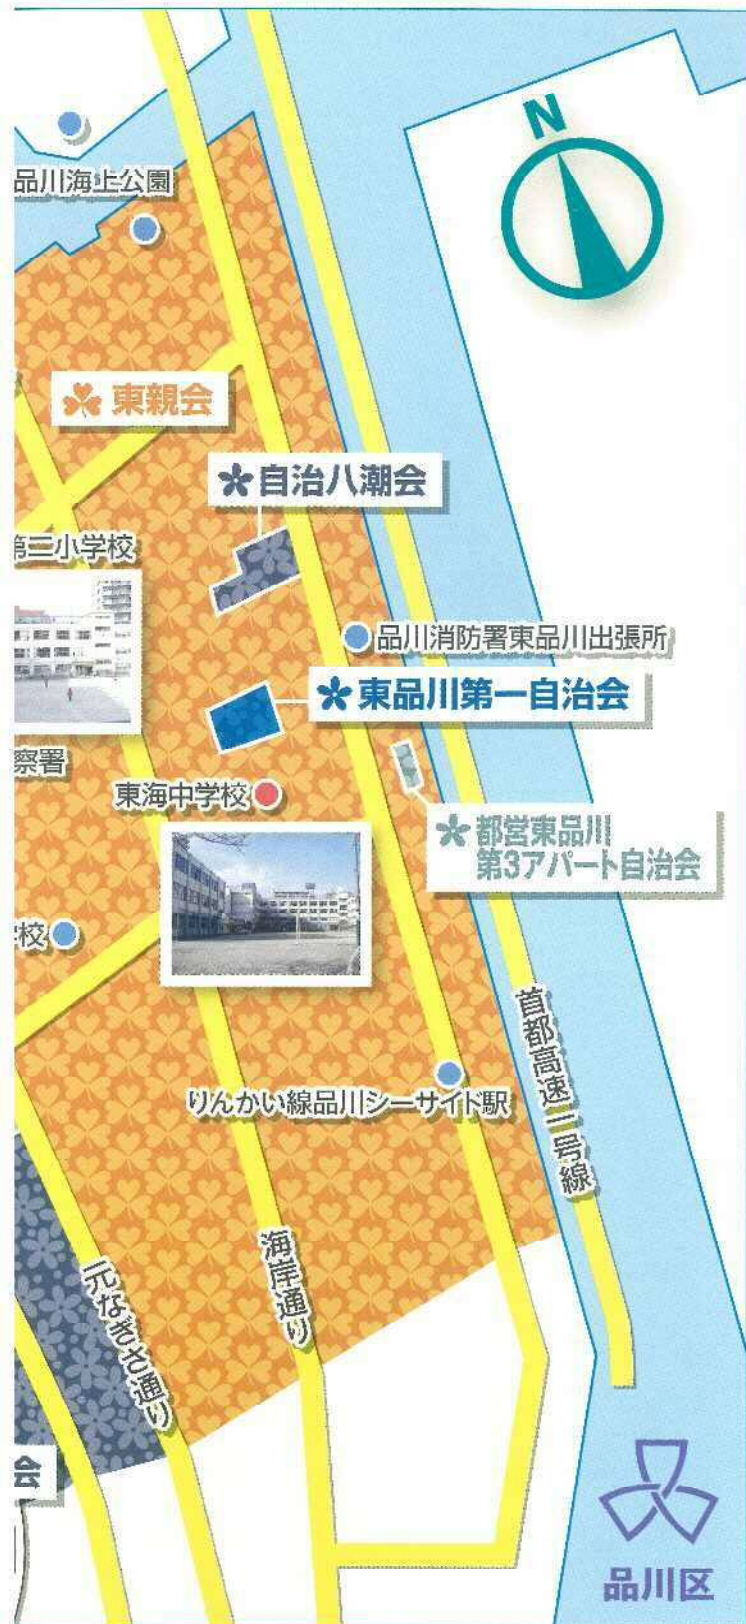 N
品川海上公園
東親会
自治八潮会
第二小学校
品川消防署東品川出張所
東品川第一自治会
察署
東海中学校
都営東品川
第3アパート自治会
校
首都高速一号線
りんかい線品川シーサイド駅
海岸通り
元なぎさ通り
会
品川区